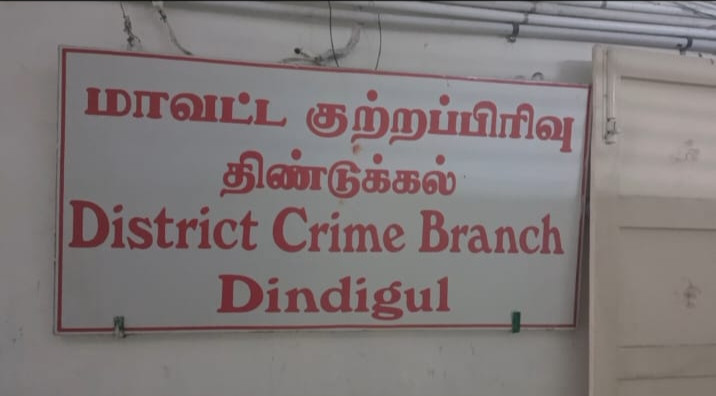 மாவட்ட குற்றப்பிரிவு
திண்டுக்கல்
District Crime Branch
Dindigul